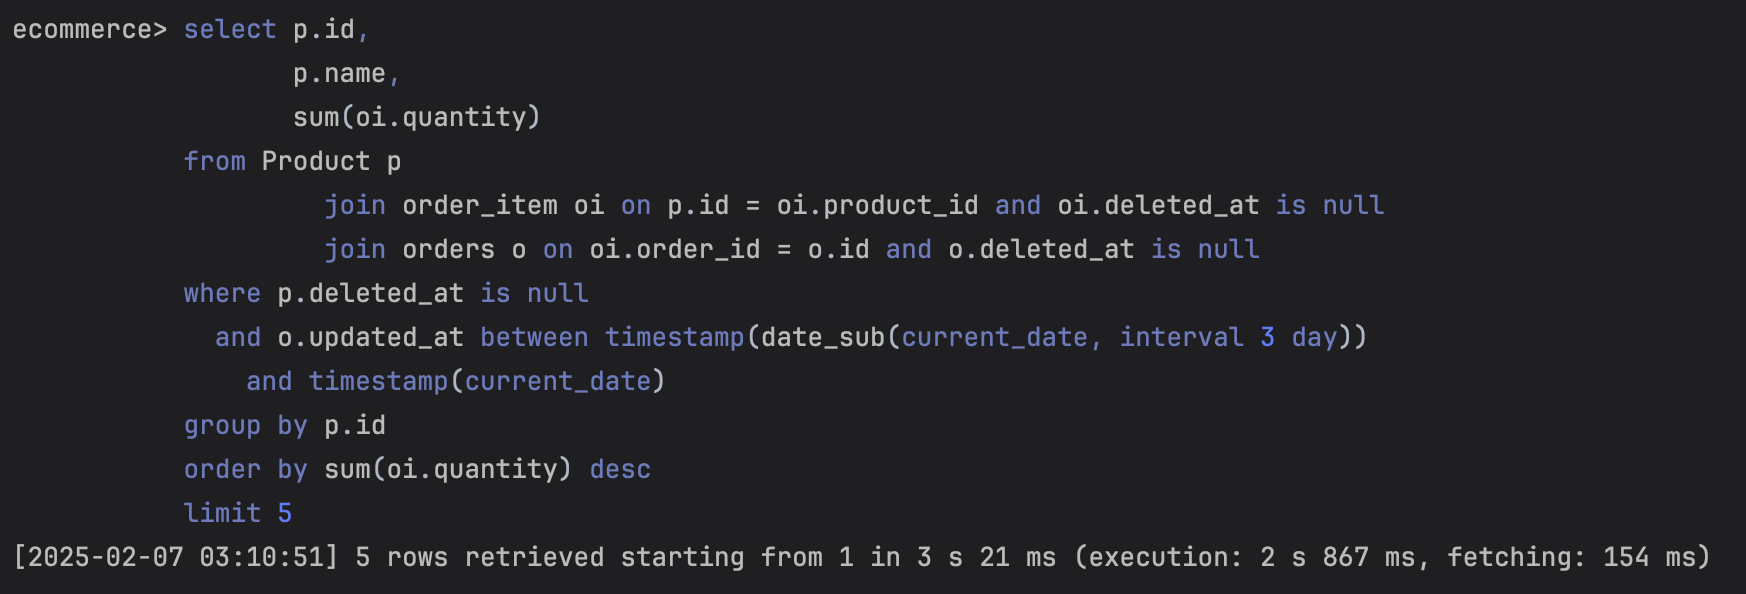 ecommerce> select p.id,
p.name,
sum(oi.quantity)
from Product p
join order_item oi on p.id = oi.product_id and oi.deleted_at is null
join orders o on oi.order_id = o.id and o.deleted_at is null
where p.deleted_at is null
and o.updated_at between timestamp(date_sub(current_date, interval 3 day))
and timestamp(current_date)
group by p.id
order by sum(oi.quantity) desc
limit 5
[2025-02-07 03:10:51] 5 rows retrieved starting from 1 in 3 s 21 ms (execution: 2 s 867 ms, fetching: 154 ms)